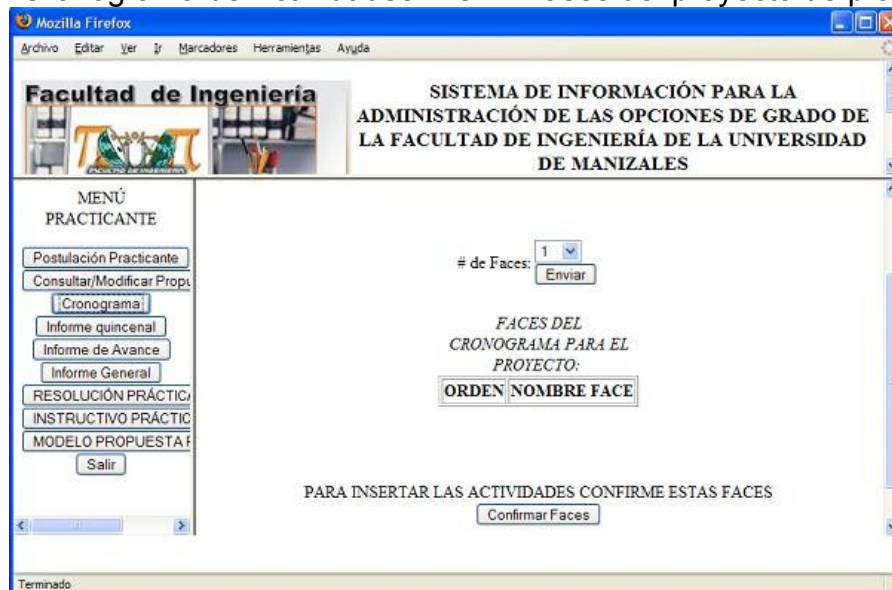 Mozilla Firefox
Archivo Editar Ver Ir Marcadores Herramientas Ayuda
Facultad de Ingeniería
SISTEMA DE INFORMACIÓN PARA LA
ADMINISTRACIÓN DE LAS OPCIONES DE GRADO DE
LA FACULTAD DE INGENIERÍA DE LA UNIVERSIDAD
DE MANIZALES
MENÚ
PRACTICANTE
Postulación Practicante
Consultar/Modificar Propu
Cronograma
Informe quincenal
Informe de Avance
Informe General
RESOLUCIÓN PRÁCTICA
INSTRUCTIVO PRÁCTIC
MODELO PROPUESTA P
Salir
# de Faces: 1
Enviar
FACES DEL
CRONOGRAMA PARA EL
PROYECTO:
ORDEN NOMBRE FACE
PARA INSERTAR LAS ACTIVIDADES CONFIRME ESTAS FACES
Confirmar Faces
Terminado